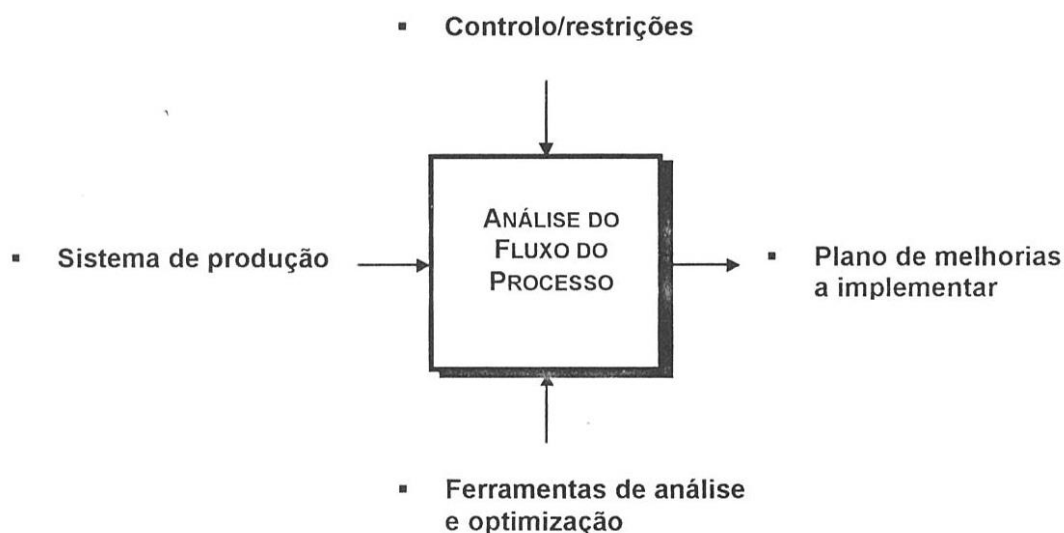 ▪ Controlo/restrições
ANÁLISE DO
FLUXO DO
PROCESSO
▪ Sistema de produção
▪ Plano de melhorias
a implementar
▪ Ferramentas de análise
e optimização